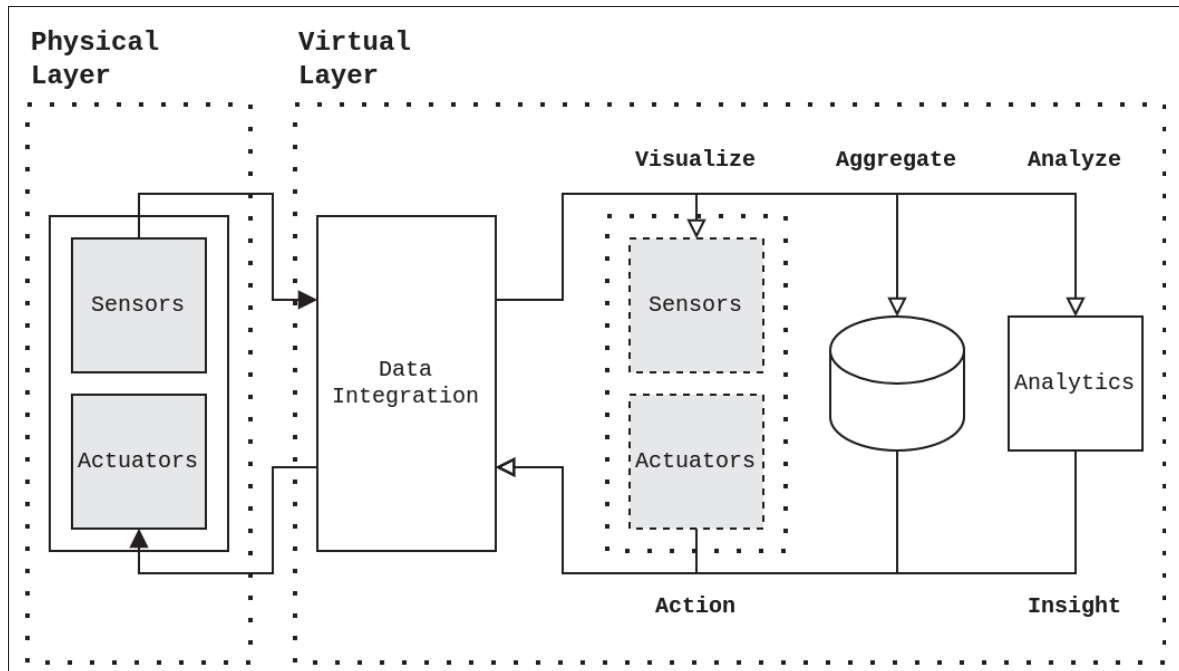 Physical
Layer
Virtual
Layer
Visualize
Aggregate
Analyze
Sensors
Actuators
Data
Integration
Sensors
Actuators
Analytics
Action
Insight